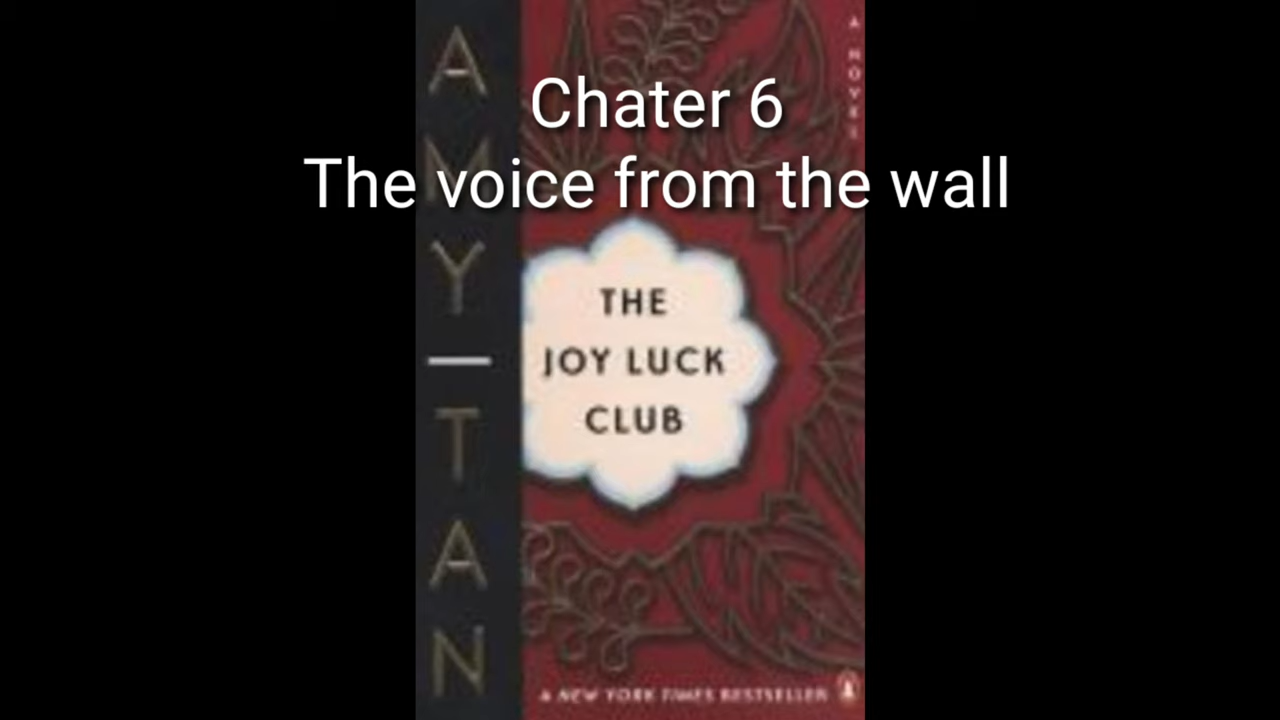 Chater 6
The voice from the wall
AMY — TAN
A NOVEL
THE
JOY LUCK
CLUB
A NEW YORK TIMES BESTSELLER